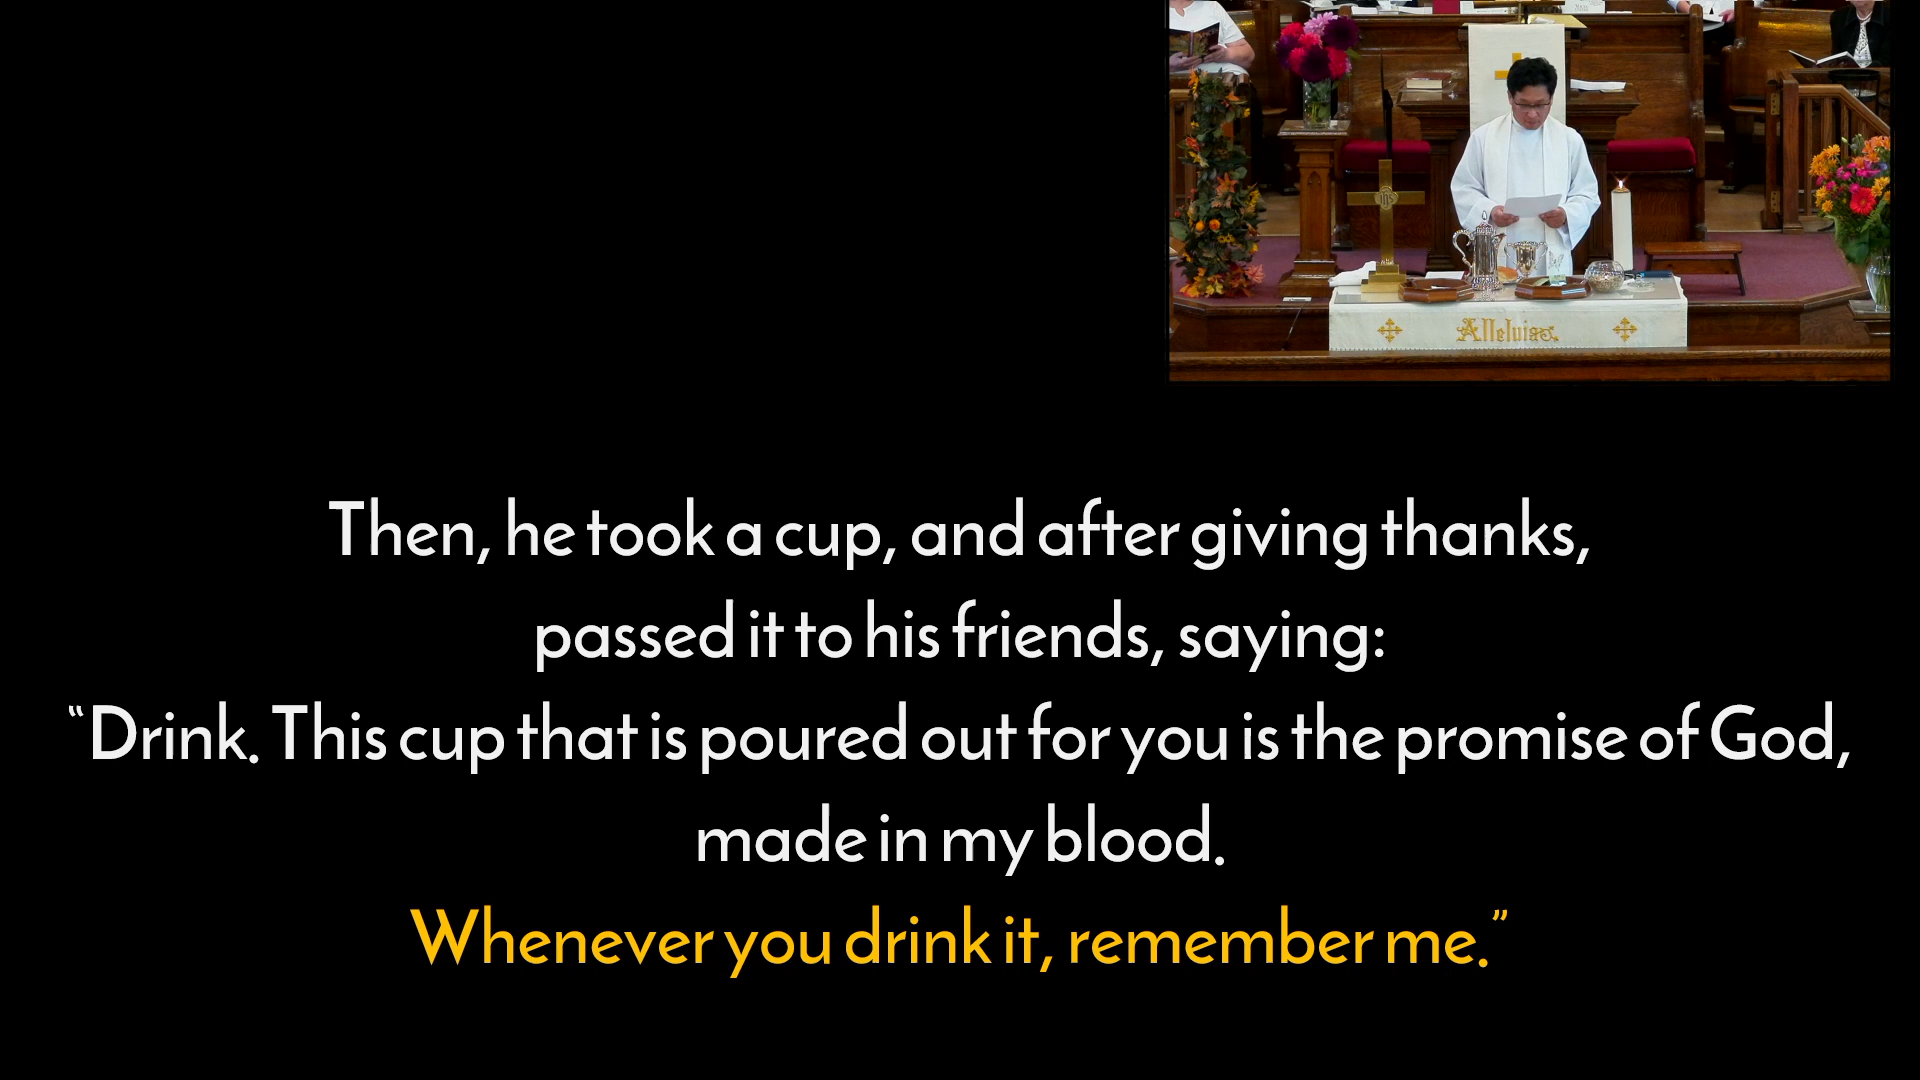 Alleluia
Then, he took a cup, and after giving thanks,
passed it to his friends, saying:
“Drink. This cup that is poured out for you is the promise of God,
made in my blood.
Whenever you drink it, remember me.”